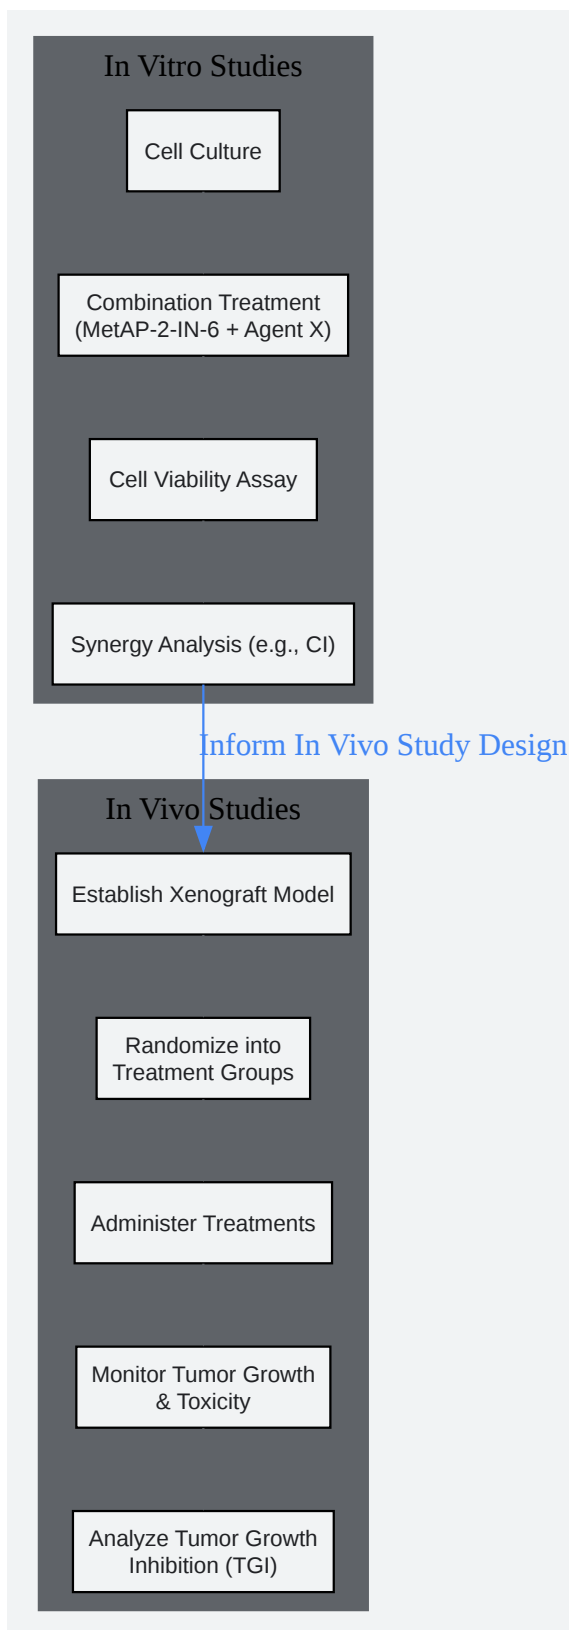 In Vitro Studies
Cell Culture
Combination Treatment
(MetAP-2-IN-6 + Agent X)
Cell Viability Assay
Synergy Analysis (e.g., CI)
Inform In Vivo Study Design
In Vivo Studies
Establish Xenograft Model
Randomize into
Treatment Groups
Administer Treatments
Monitor Tumor Growth
& Toxicity
Analyze Tumor Growth
Inhibition (TGI)